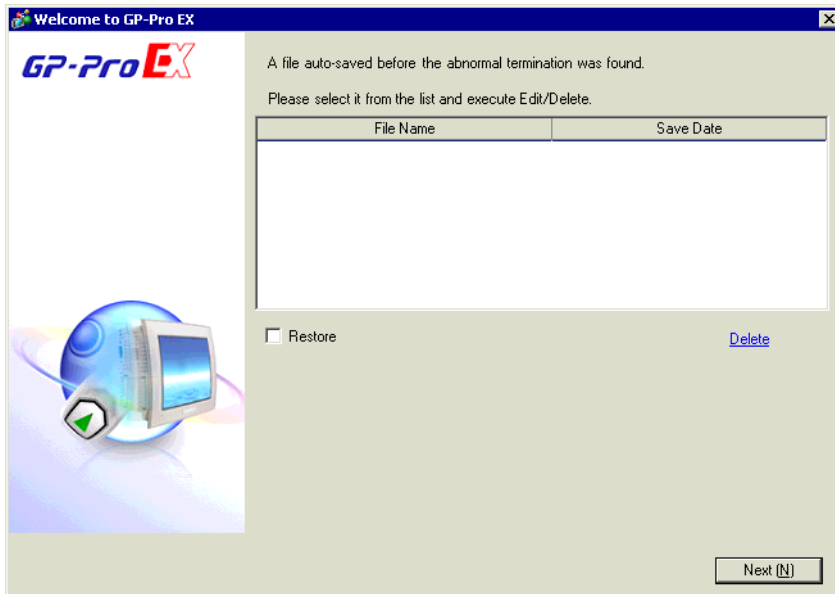 Welcome to GP-Pro EX
GP-Pro EX
A file auto-saved before the abnormal termination was found.
Please select it from the list and execute Edit/Delete.
File Name Save Date
Restore Delete
Next (N)